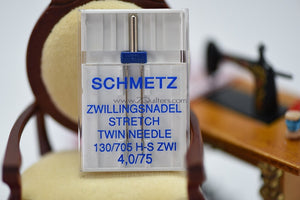 SCHMETZ
ZWILLINGSNADEL
STRETCH
TWIN NEEDLE
130/705 H-S ZWI
4,0/75